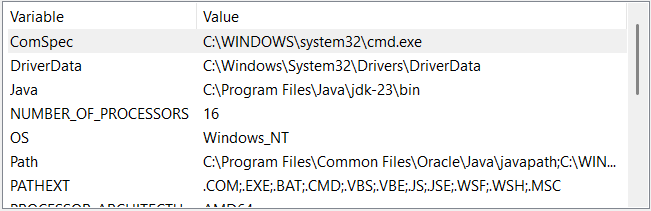 Variable Value
ComSpec C:\WINDOWS\system32\cmd.exe
DriverData C:\Windows\System32\Drivers\DriverData
Java C:\Program Files\Java\jdk-23\bin
NUMBER_OF_PROCESSORS 16
OS Windows_NT
Path C:\Program Files\Common Files\Oracle\Java\javapath;C:\WIN...
PATHEXT .COM;.EXE;.BAT;.CMD;.VBS;.VBE;.JS;.JSE;.WSF;.WSH;.MSC
PROCESSOR_ARCHITECTU... AMD64